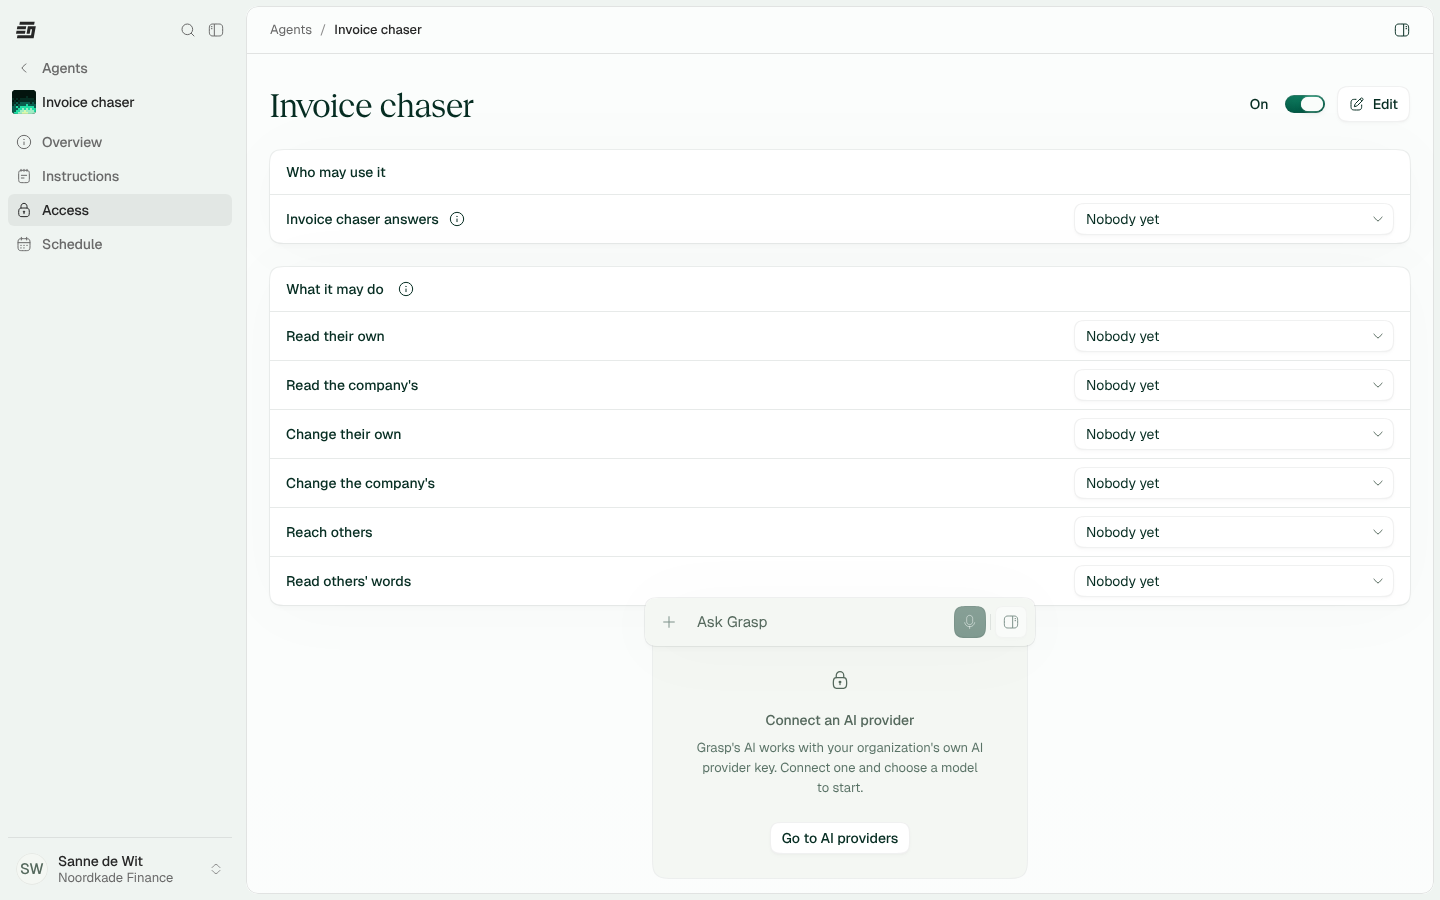 Agents
Invoice chaser
Overview
Instructions
Access
Schedule
SW
Sanne de Wit
Noordkade Finance
Agents / Invoice chaser
Invoice chaser
On
Edit
Who may use it
Invoice chaser answers
Nobody yet
What it may do
Read their own
Nobody yet
Read the company's
Nobody yet
Change their own
Nobody yet
Change the company's
Nobody yet
Reach others
Nobody yet
Read others' words
Nobody yet
Ask Grasp
Connect an AI provider
Grasp's AI works with your organization's own AI
provider key. Connect one and choose a model
to start.
Go to AI providers